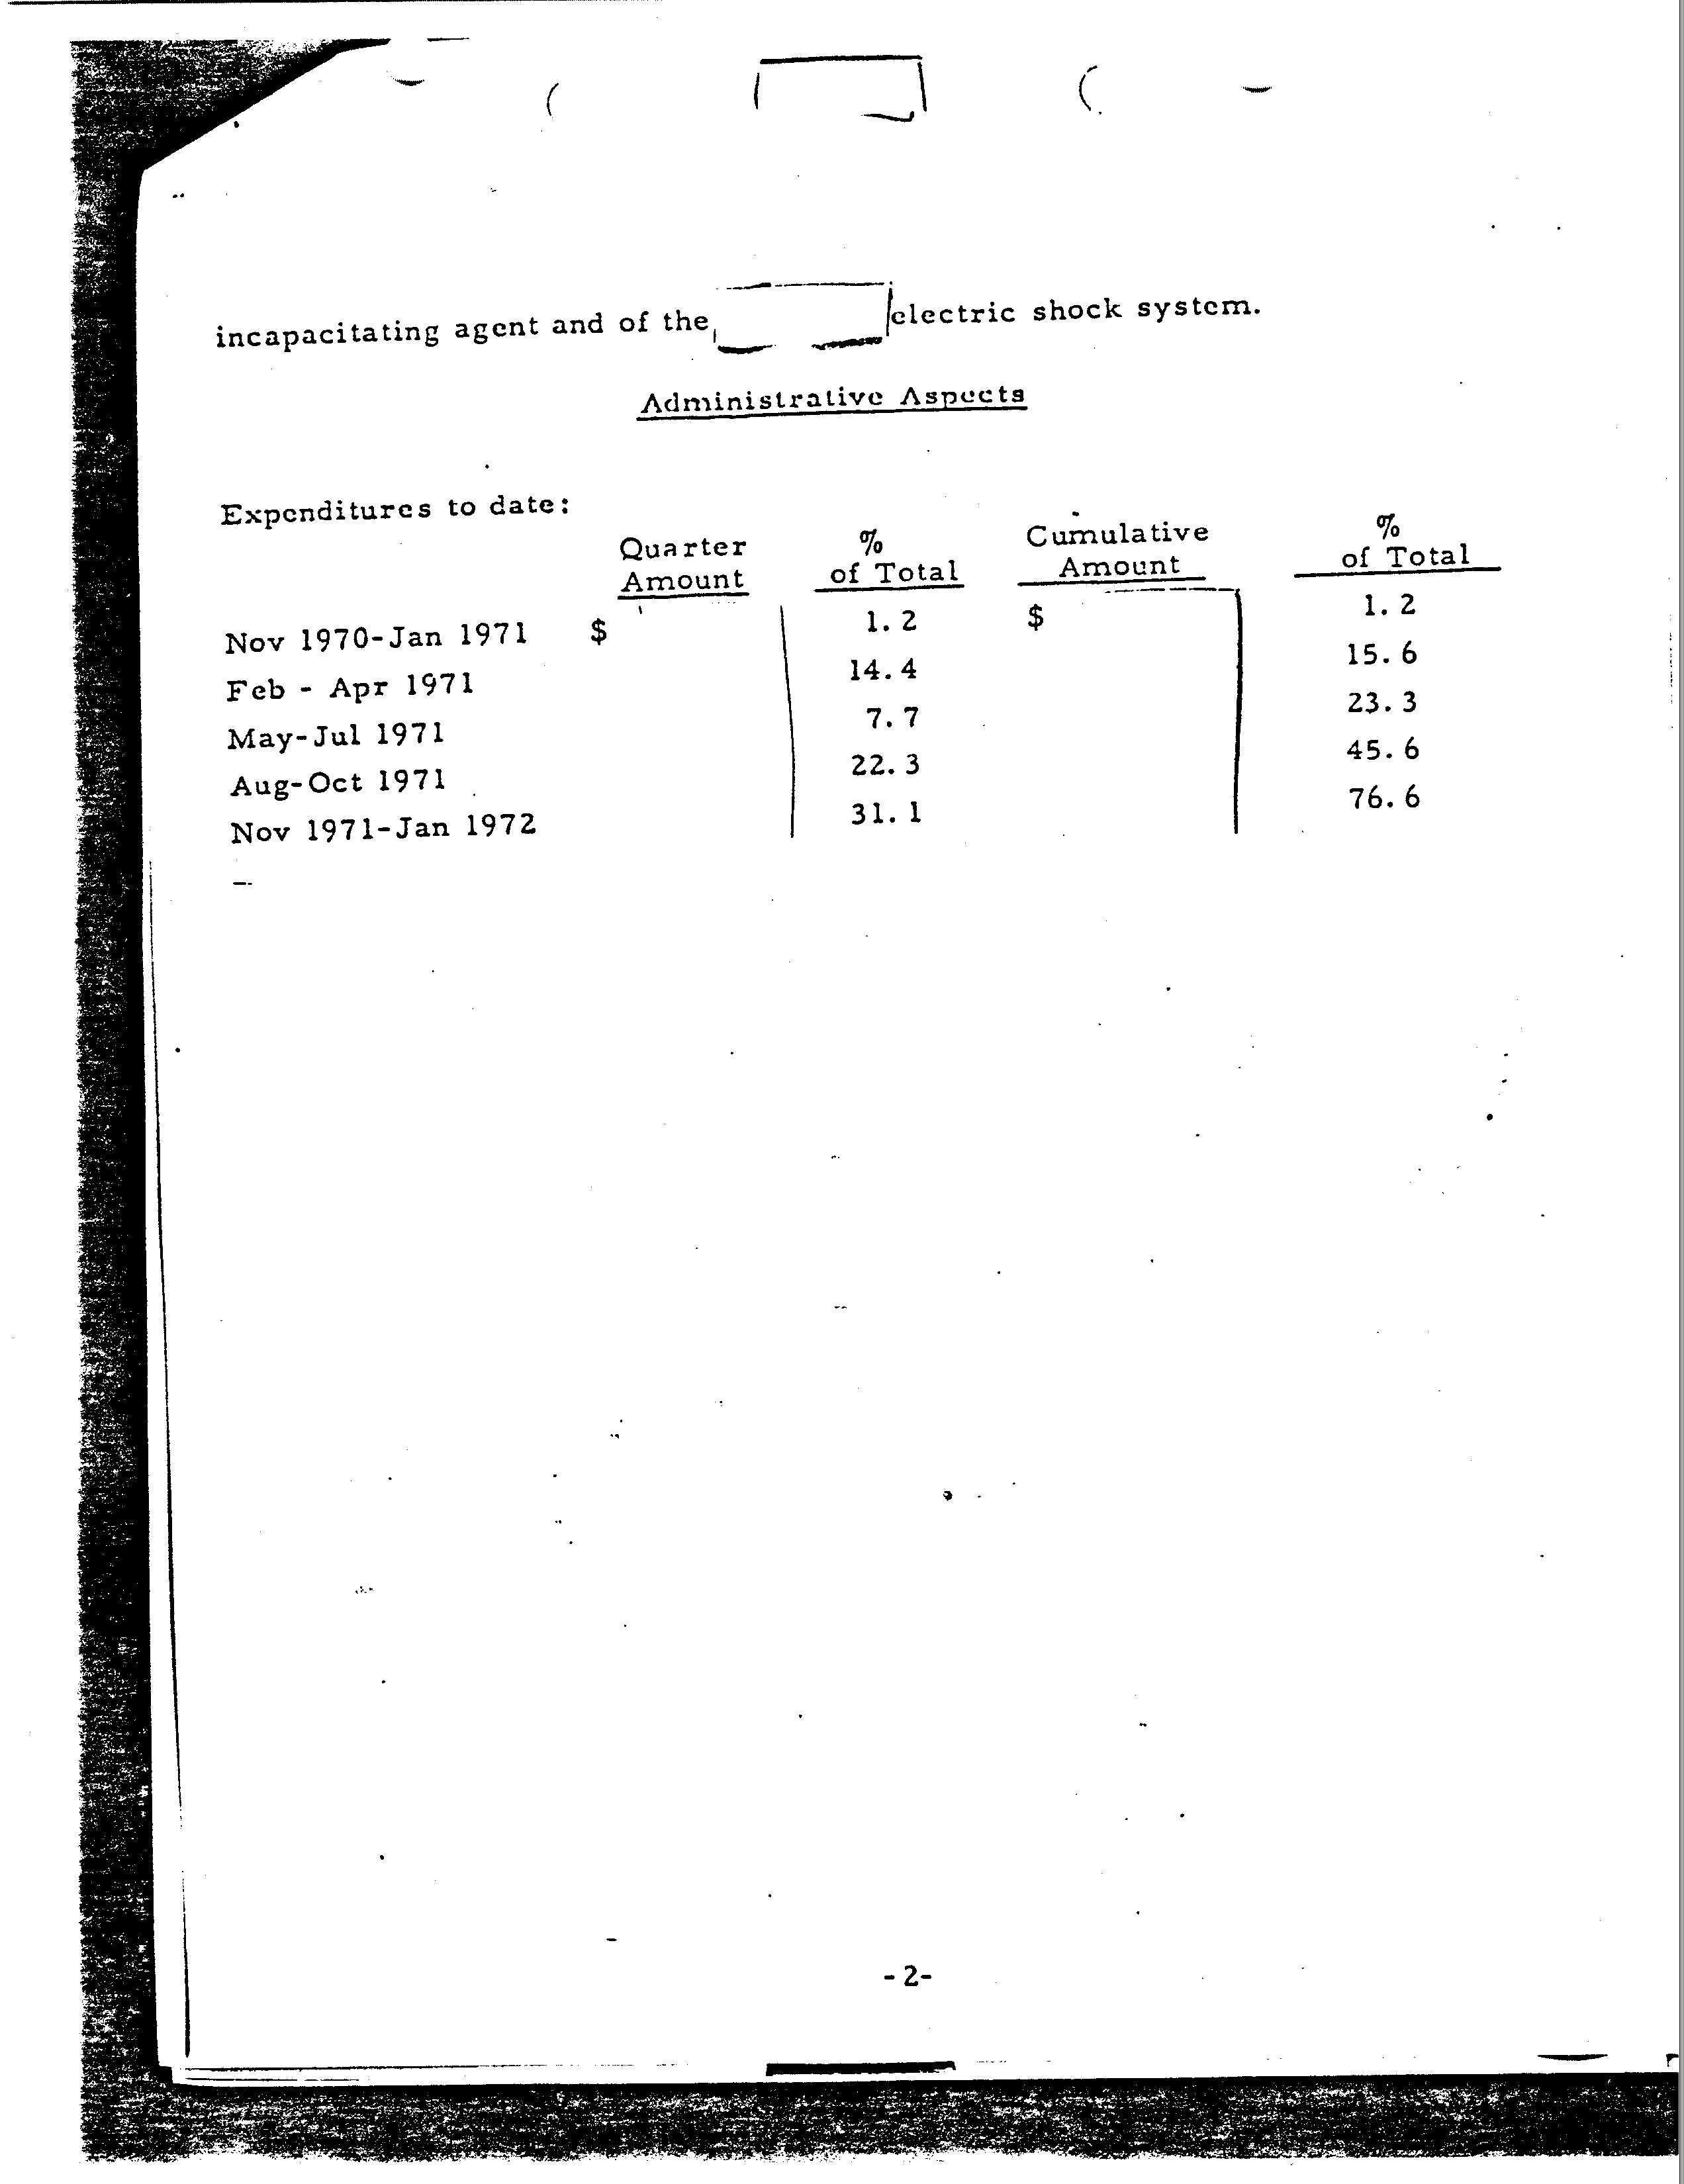 incapacitating agent and of the electric shock system.
Administrative Aspects
Expenditures to date:
Quarter Amount % of Total Cumulative Amount % of Total
Nov 1970-Jan 1971 $ 1.2 $ 1.2
Feb - Apr 1971 14.4 15.6
May-Jul 1971 7.7 23.3
Aug-Oct 1971 22.3 45.6
Nov 1971-Jan 1972 31.1 76.6
-2-